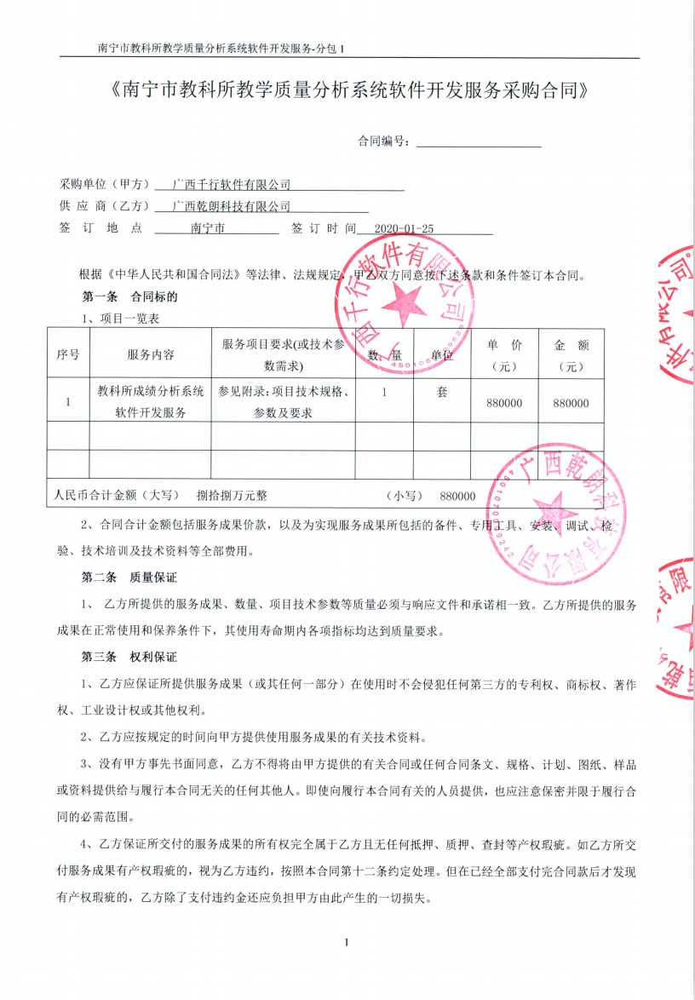 南宁市教科所教学质量分析系统软件开发服务-分包 1
《南宁市教科所教学质量分析系统软件开发服务采购合同》
合同编号：
采购单位（甲方） 广西千行软件有限公司
供 应 商（乙方） 广西乾朗科技有限公司
签 订 地 点 南宁市 签 订 时 间 2020-01-25
根据《中华人民共和国合同法》等法律、法规规定，甲乙双方同意按下述条款和条件签订本合同。
第一条 合同标的
1、项目一览表
序号 服务内容 服务项目要求(或技术参数需求) 数 量 单位 单 价（元） 金 额（元）
1 教科所成绩分析系统软件开发服务 参见附录:项目技术规格、参数及要求 1 套 880000 880000
人民币合计金额（大写） 捌拾捌万元整 （小写） 880000
2、合同合计金额包括服务成果价款，以及为实现服务成果所包括的备件、专用工具、安装、调试、检
验、技术培训及技术资料等全部费用。
第二条 质量保证
1、 乙方所提供的服务成果、数量、项目技术参数等质量必须与响应文件和承诺相一致。乙方所提供的服务
成果在正常使用和保养条件下，其使用寿命期内各项指标均达到质量要求。
第三条 权利保证
1、乙方应保证所提供服务成果（或其任何一部分）在使用时不会侵犯任何第三方的专利权、商标权、著作
权、工业设计权或其他权利。
2、乙方应按规定的时间向甲方提供使用服务成果的有关技术资料。
3、没有甲方事先书面同意，乙方不得将由甲方提供的有关合同或任何合同条文、规格、计划、图纸、样品
或资料提供给与履行本合同无关的任何其他人。即使向履行本合同有关的人员提供，也应注意保密并限于履行合
同的必需范围。
4、乙方保证所交付的服务成果的所有权完全属于乙方且无任何抵押、质押、查封等产权瑕疵。如乙方所交
付服务成果有产权瑕疵的，视为乙方违约，按照本合同第十二条约定处理。但在已经全部支付完合同款后才发现
有产权瑕疵的，乙方除了支付违约金还应负担甲方由此产生的一切损失。
1
广西千行软件有限公司
广西乾朗科技有限公司
4501070010242
件有限公司